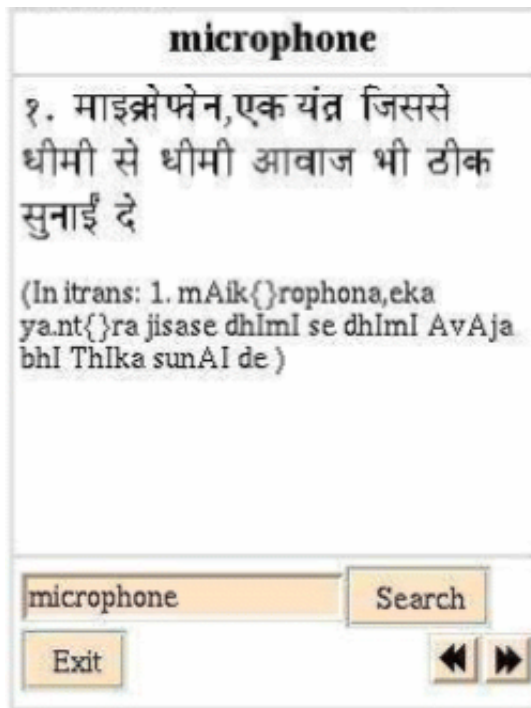 microphone
१. माइक्रोफोन,एक यंत्र जिससे
धीमी से धीमी आवाज भी ठीक
सुनाईं दे
(In itrans: 1. mAik{}rophona,eka
ya.nt{}ra jisase dhImI se dhImI AvAja
bhI ThIka sunAI de )
microphone Search
Exit